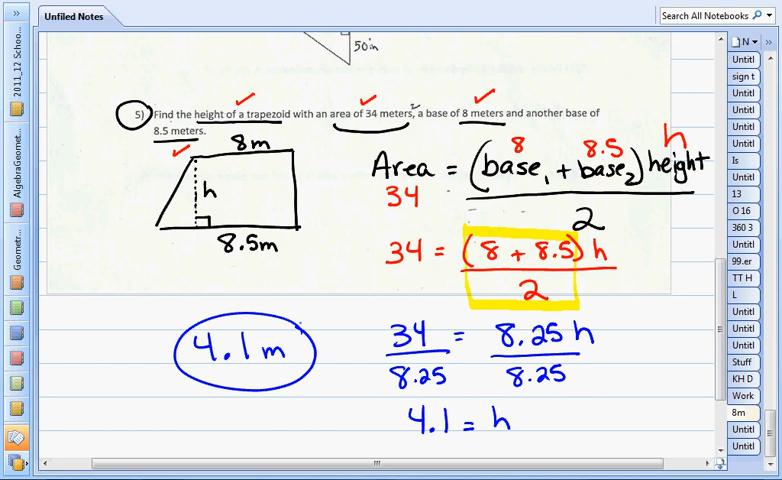 Unfiled Notes
Search All Notebooks (Ctrl+E)
50in
5) Find the height of a trapezoid with an area of 34 meters,² a base of 8 meters and another base of
8.5 meters.
8m
h
8.5m
8 8.5 h
Area = (base₁ + base₂) height
34
2
34 = (8 + 8.5) h
2
34 = 8.25 h
8.25 8.25
4.1 = h
4.1 m
2011_12 Schoo...
AlgebraGeomet...
Geometr...
N
Untitl
sign t
Untitl
Untitl
Untitl
Is
Untitl
13
O 16
360 3
Untitl
99.er
TT H
L
Untitl
Untitl
Stuff
KH D
Work
8m
Untitl
Untitl